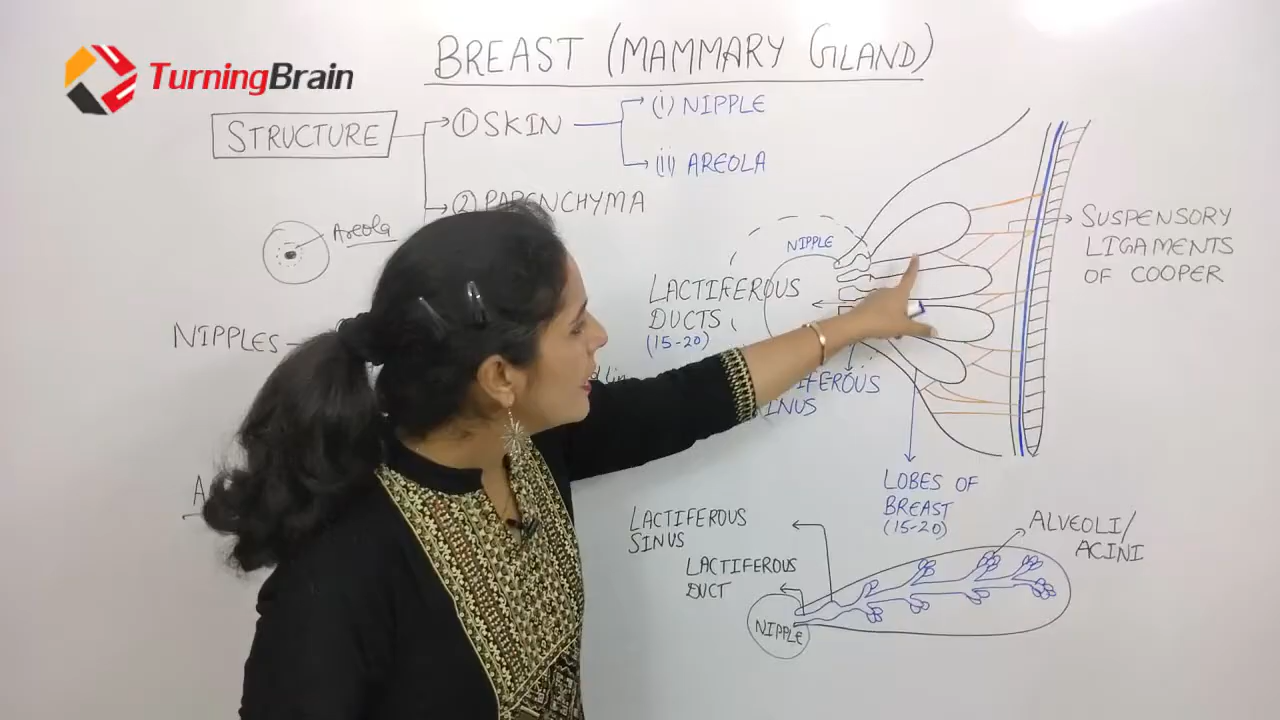 TurningBrain
BREAST (MAMMARY GLAND)
STRUCTURE
① SKIN
(i) NIPPLE
(ii) AREOLA
② PARENCHYMA
Areola
NIPPLES
NIPPLE
LACTIFEROUS
DUCTS
(15-20)
SUSPENSORY
LIGAMENTS
OF COOPER
LOBES OF
BREAST
(15-20)
LACTIFEROUS
SINUS
LACTIFEROUS
DUCT
NIPPLE
ALVEOLI/
ACINI